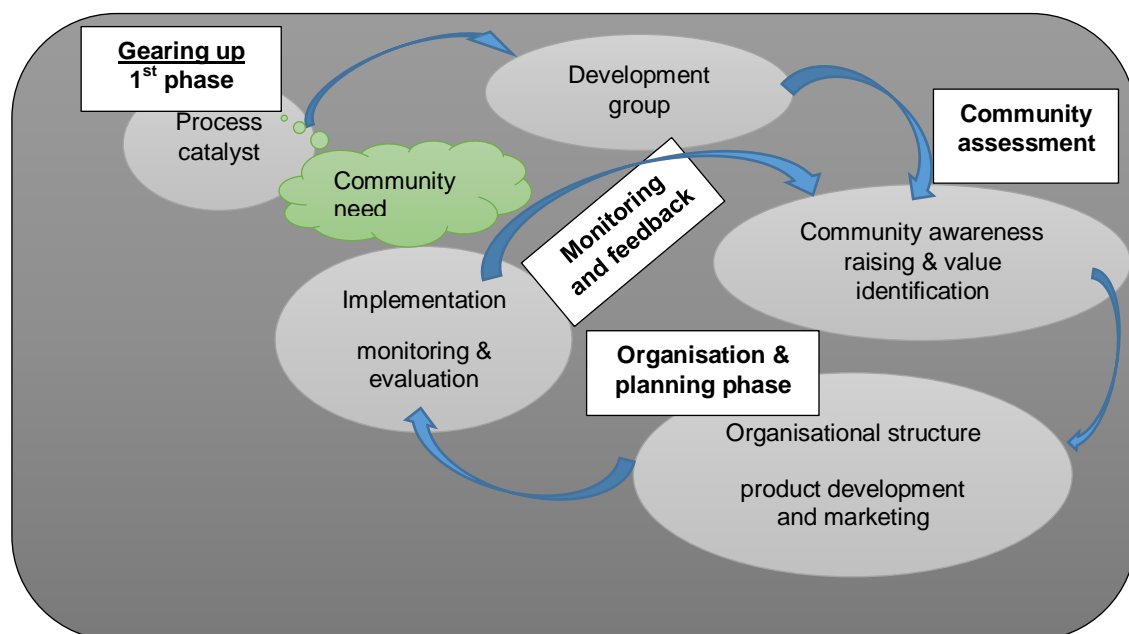 Gearing up
1st phase
Process
catalyst
Development
group
Community
assessment
Community
need
Monitoring
and feedback
Community awareness
raising & value
identification
Implementation
monitoring &
evaluation
Organisation &
planning phase
Organisational structure
product development
and marketing